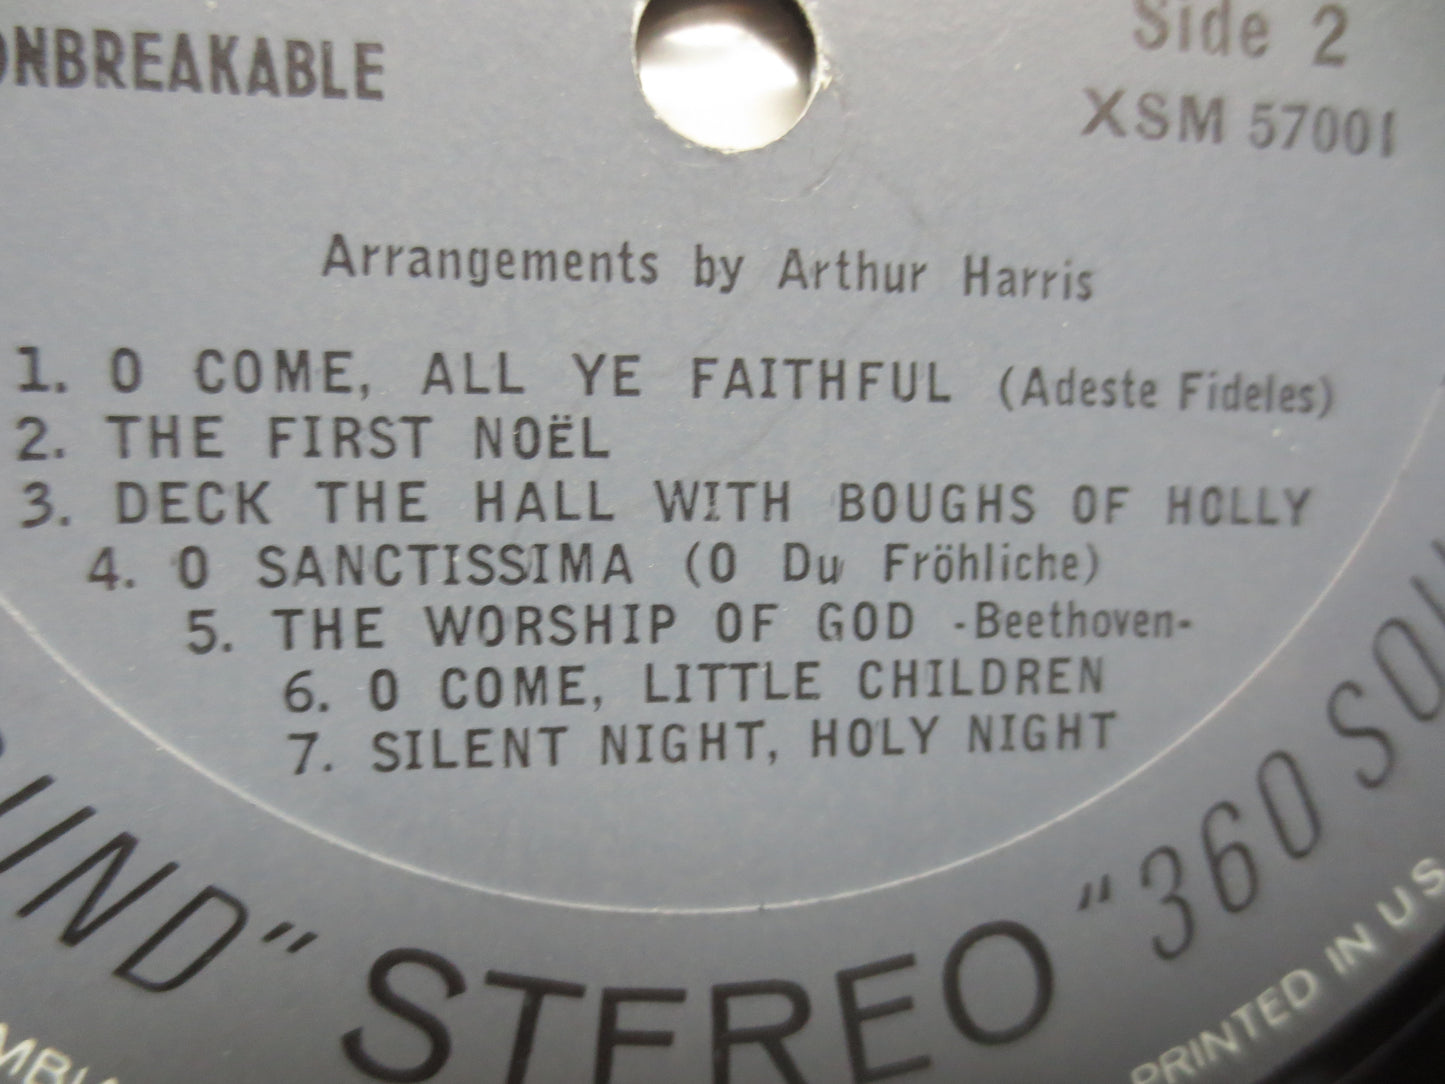 ONBREAKABLE
Side 2
XSM 57001
Arrangements by Arthur Harris
1. O COME, ALL YE FAITHFUL (Adeste Fideles)
2. THE FIRST NOËL
3. DECK THE HALL WITH BOUGHS OF HOLLY
4. O SANCTISSIMA (O Du Fröhliche)
5. THE WORSHIP OF GOD -Beethoven-
6. O COME, LITTLE CHILDREN
7. SILENT NIGHT, HOLY NIGHT
UND" STEREO "360 SOU
PRINTED IN U S